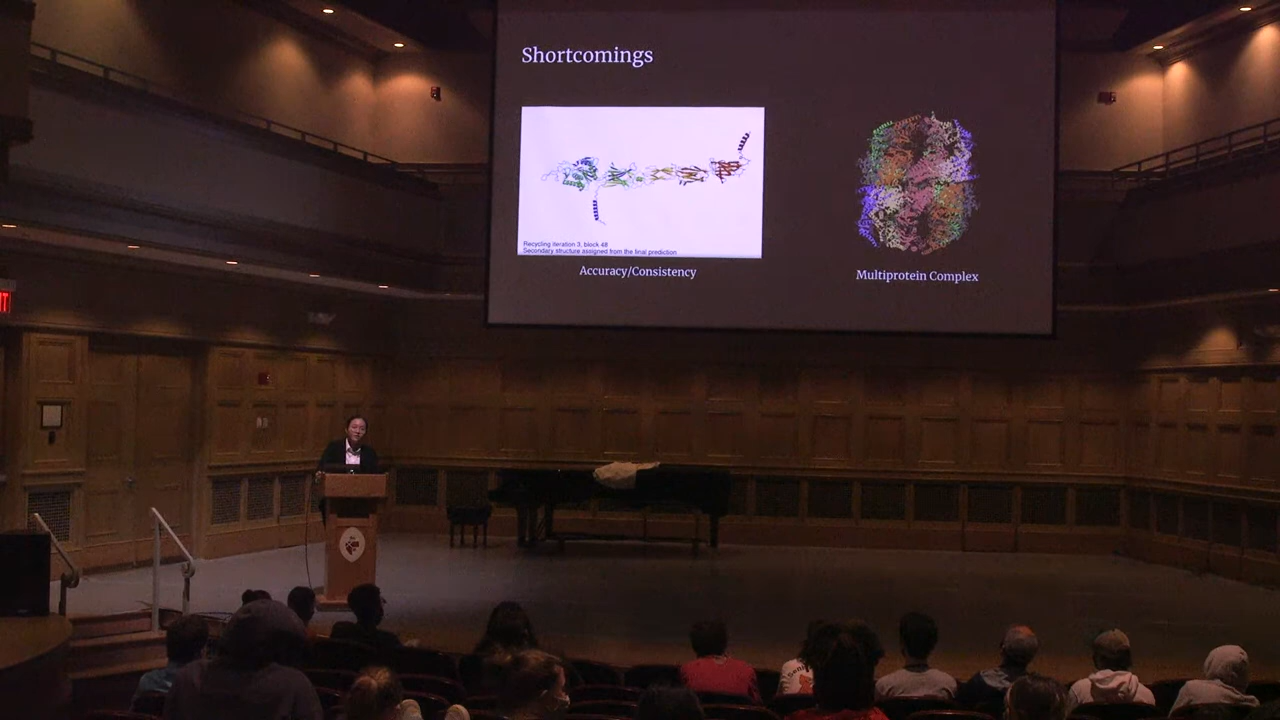 Shortcomings
Recycling iteration 3, block 48
Secondary structure assigned from the final prediction
Accuracy/Consistency
Multiprotein Complex